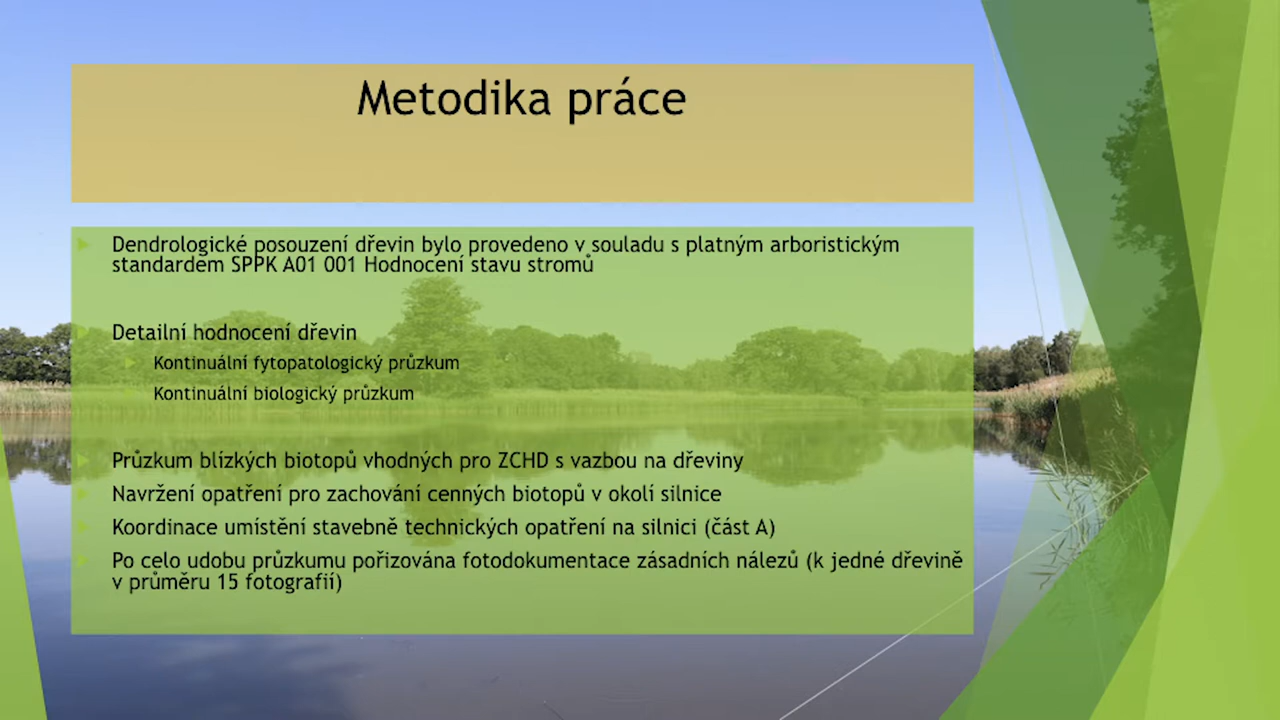 Metodika práce
Dendrologické posouzení dřevin bylo provedeno v souladu s platným arboristickým
standardem SPPK A01 001 Hodnocení stavu stromů
Detailní hodnocení dřevin
Kontinuální fytopatologický průzkum
Kontinuální biologický průzkum
Průzkum blízkých biotopů vhodných pro ZCHD s vazbou na dřeviny
Navržení opatření pro zachování cenných biotopů v okolí silnice
Koordinace umístění stavebně technických opatření na silnici (část A)
Po celo udobu průzkumu pořizována fotodokumentace zásadních nálezů (k jedné dřevině
v průměru 15 fotografií)